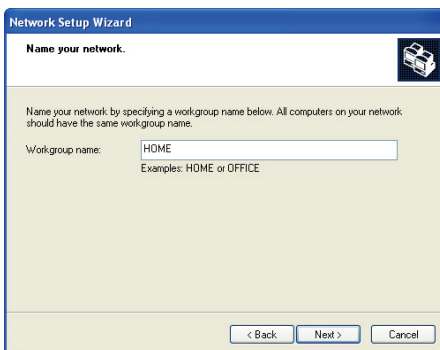 Network Setup Wizard
Name your network.
Name your network by specifying a workgroup name below. All computers on your network
should have the same workgroup name.
Workgroup name: HOME
Examples: HOME or OFFICE
< Back Next > Cancel